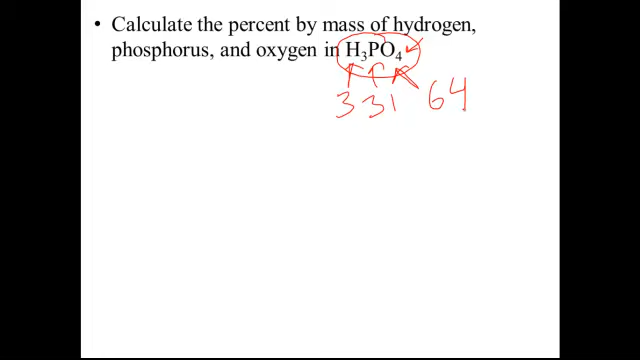 • Calculate the percent by mass of hydrogen,
phosphorus, and oxygen in H₃PO₄
3 31 64